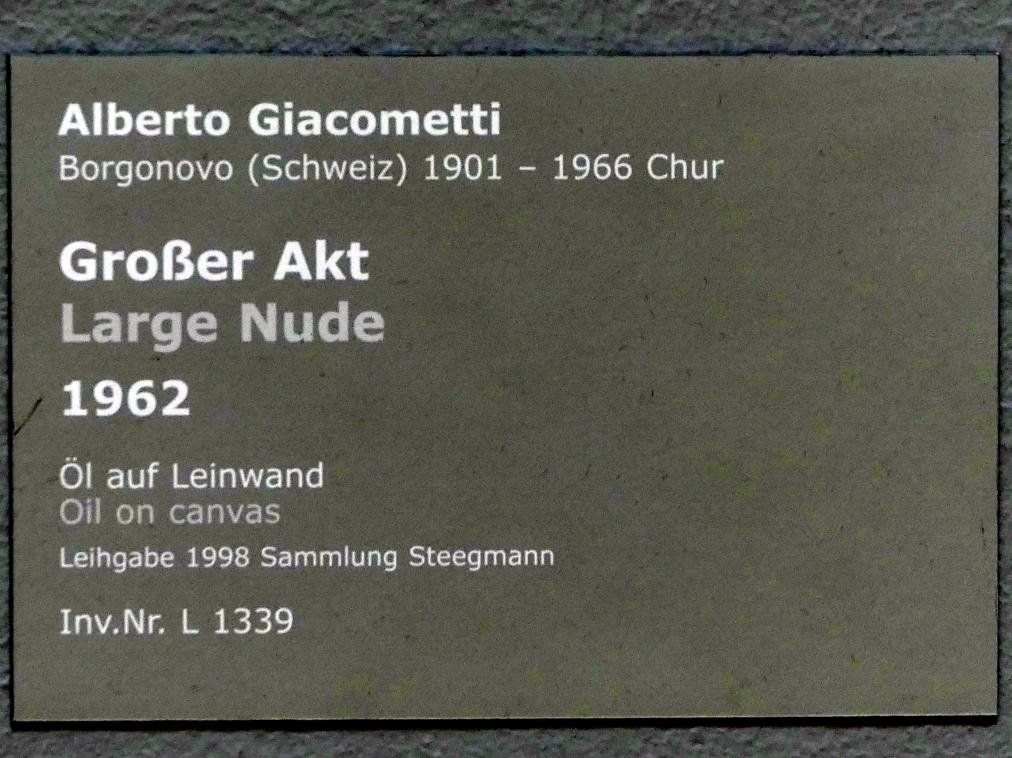 Alberto Giacometti
Borgonovo (Schweiz) 1901 – 1966 Chur
Großer Akt
Large Nude
1962
Öl auf Leinwand
Oil on canvas
Leihgabe 1998 Sammlung Steegmann
Inv.Nr. L 1339